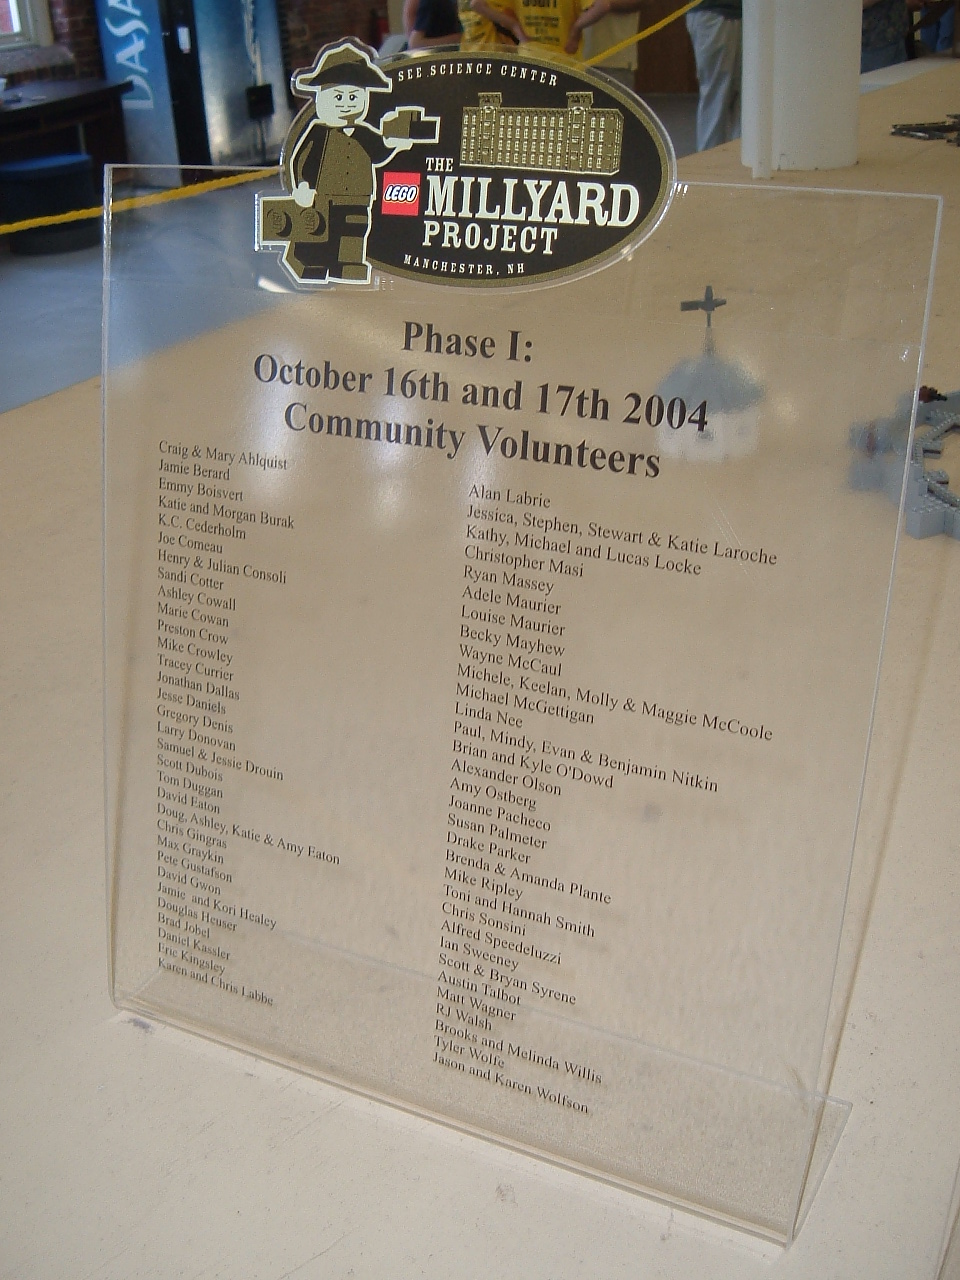 DASA
SEE SCIENCE CENTER
THE
LEGO MILLYARD
PROJECT
MANCHESTER, NH
Phase I:
October 16th and 17th 2004
Community Volunteers
Craig & Mary Ahlquist
Jamie Berard
Emmy Boisvert
Katie and Morgan Burak
K.C. Cederholm
Joe Comeau
Henry & Julian Consoli
Sandi Cotter
Ashley Cowall
Marie Cowan
Preston Crow
Mike Crowley
Tracey Currier
Jonathan Dallas
Jesse Daniels
Gregory Denis
Larry Donovan
Samuel & Jessie Drouin
Scott Dubois
Tom Duggan
David Eaton
Doug, Ashley, Katie & Amy Eaton
Chris Gingras
Max Graykin
Pete Gustafson
David Gwon
Jamie and Kori Healey
Douglas Heuser
Brad Jobel
Daniel Kassler
Eric Kingsley
Karen and Chris Labbe
Alan Labrie
Jessica, Stephen, Stewart & Katie Laroche
Kathy, Michael and Lucas Locke
Christopher Masi
Ryan Massey
Adele Maurier
Louise Maurier
Becky Mayhew
Wayne McCaul
Michele, Keelan, Molly & Maggie McCoole
Michael McGettigan
Linda Nee
Paul, Mindy, Evan & Benjamin Nitkin
Brian and Kyle O'Dowd
Alexander Olson
Amy Ostberg
Joanne Pacheco
Susan Palmeter
Drake Parker
Brenda & Amanda Plante
Mike Ripley
Toni and Hannah Smith
Chris Sonsini
Alfred Speedeluzzi
Ian Sweeney
Scott & Bryan Syrene
Austin Talbot
Matt Wagner
RJ Walsh
Brooks and Melinda Willis
Tyler Wolfe
Jason and Karen Wolfson